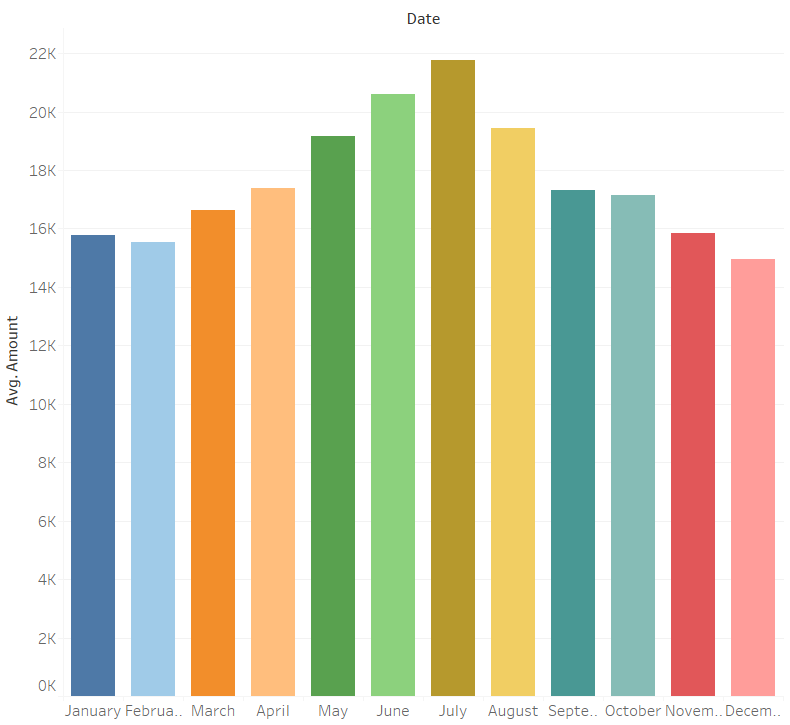 Date
22K
20K
18K
16K
14K
12K
10K
8K
6K
4K
2K
0K
Avg. Amount
January Februa.. March April May June July August Septe.. October Novem.. Decem..